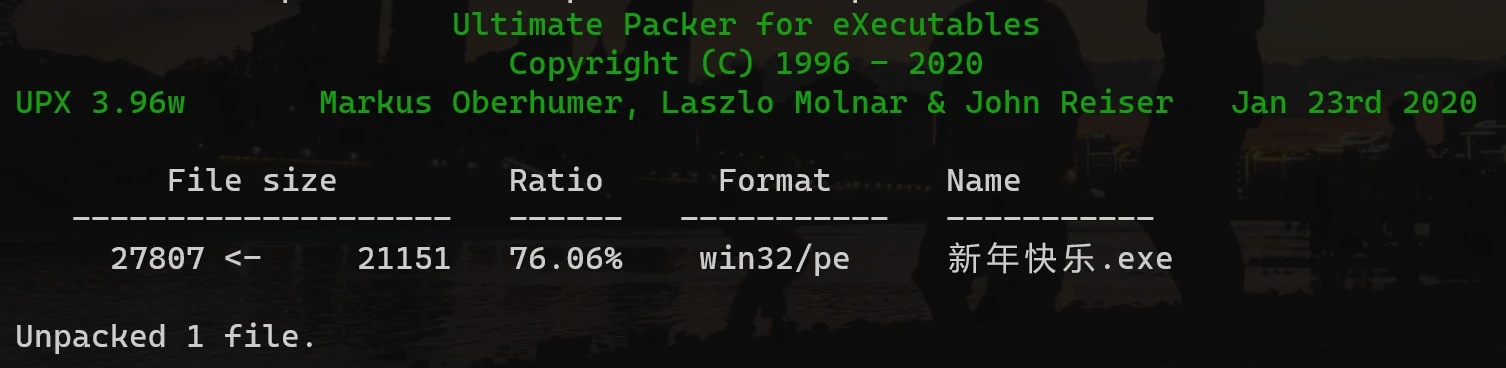 Ultimate Packer for eXecutables
Copyright (C) 1996 - 2020
UPX 3.96w       Markus Oberhumer, Laszlo Molnar & John Reiser   Jan 23rd 2020
File size         Ratio      Format      Name
--------------------   ------   -----------   -----------
27807 <-     21151   76.06%    win32/pe     新年快乐.exe
Unpacked 1 file.